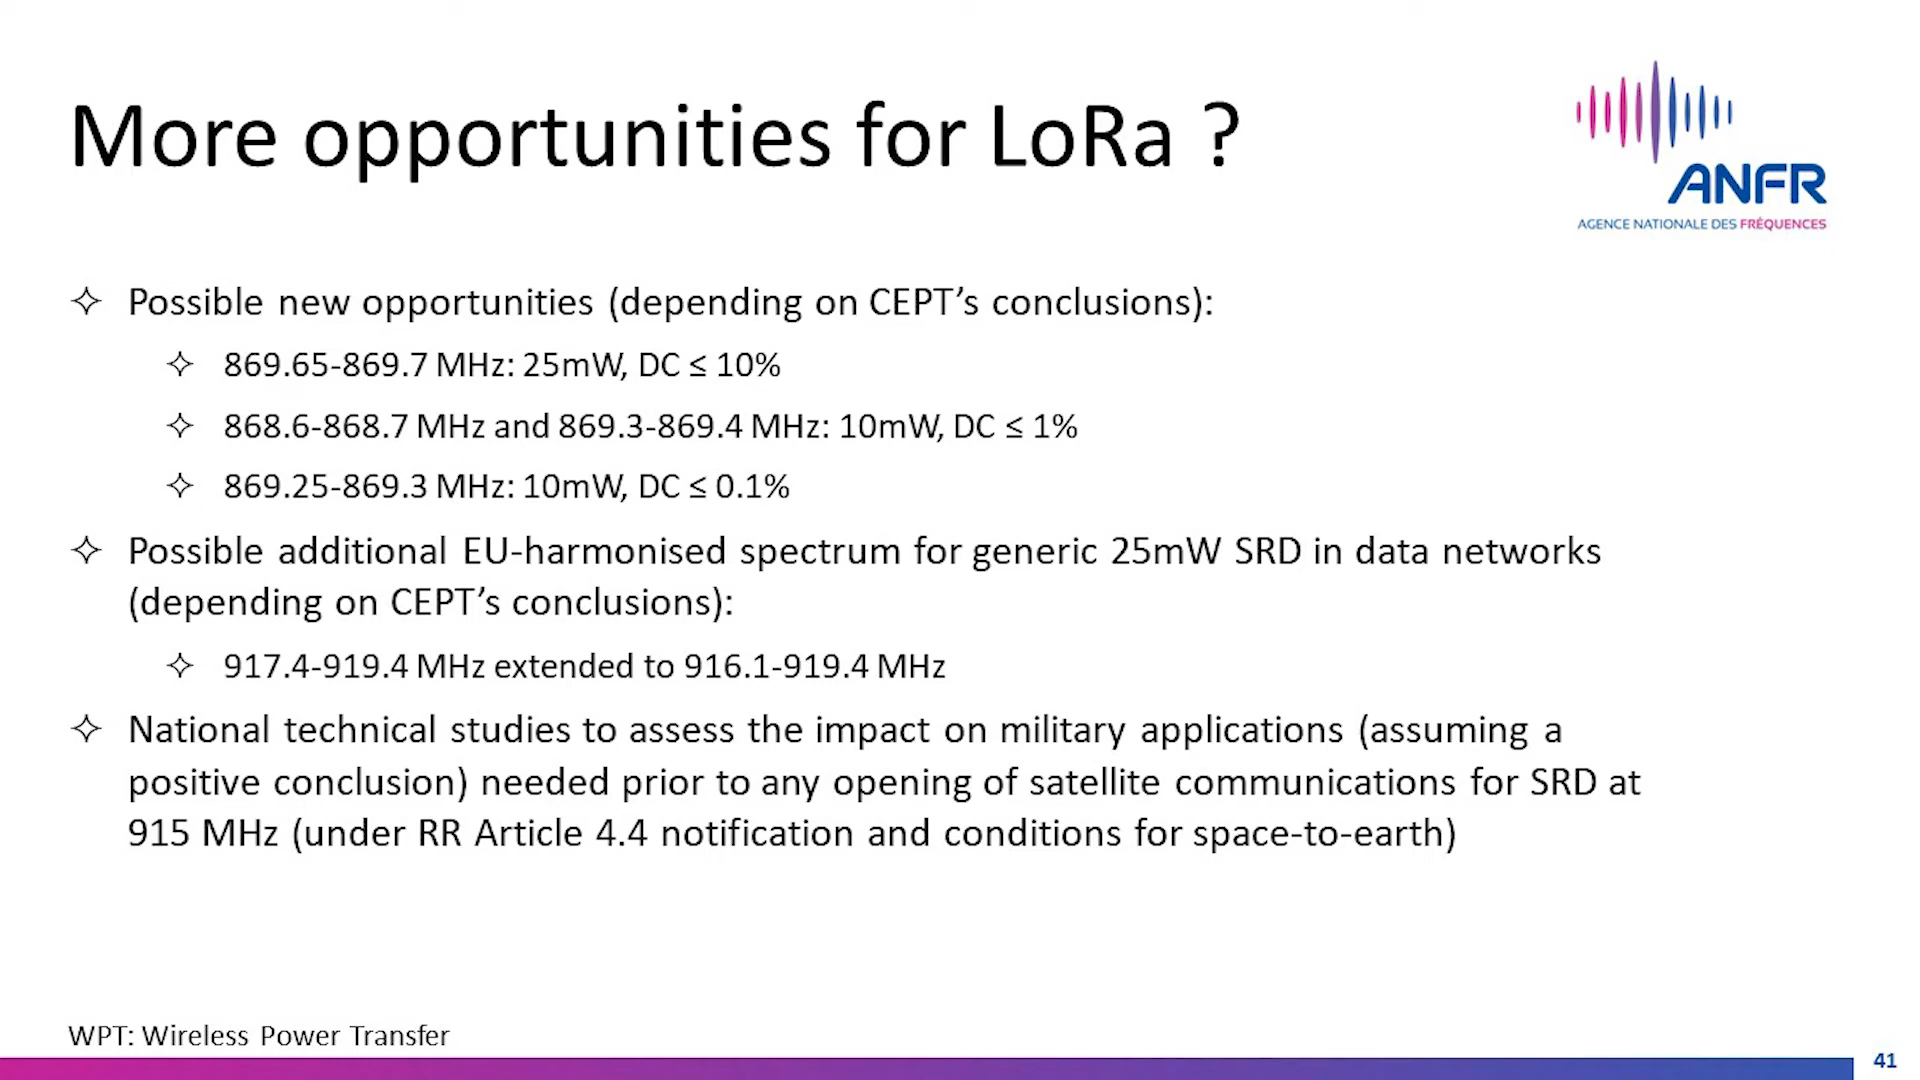 More opportunities for LoRa ?
ANFR
AGENCE NATIONALE DES FRÉQUENCES
Possible new opportunities (depending on CEPT’s conclusions):
869.65-869.7 MHz: 25mW, DC ≤ 10%
868.6-868.7 MHz and 869.3-869.4 MHz: 10mW, DC ≤ 1%
869.25-869.3 MHz: 10mW, DC ≤ 0.1%
Possible additional EU-harmonised spectrum for generic 25mW SRD in data networks
(depending on CEPT’s conclusions):
917.4-919.4 MHz extended to 916.1-919.4 MHz
National technical studies to assess the impact on military applications (assuming a
positive conclusion) needed prior to any opening of satellite communications for SRD at
915 MHz (under RR Article 4.4 notification and conditions for space-to-earth)
WPT: Wireless Power Transfer
41